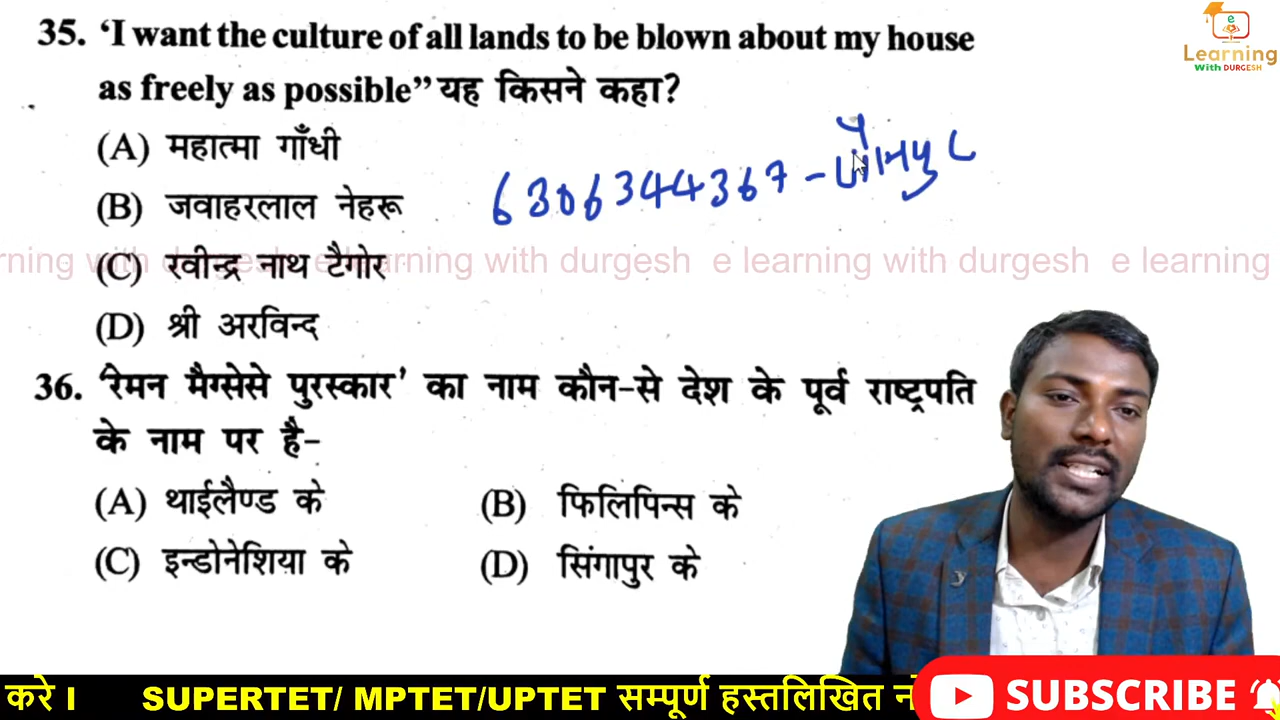 35. ‘I want the culture of all lands to be blown about my house
as freely as possible” यह किसने कहा?
(A) महात्मा गाँधी
(B) जवाहरलाल नेहरू
(C) रवीन्द्र नाथ टैगोर
(D) श्री अरविन्द
6306344367 -
36. ‘रेमन मैग्सेसे पुरस्कार’ का नाम कौन-से देश के पूर्व राष्ट्रपति
के नाम पर है-
(A) थाईलैण्ड के (B) फिलिपिन्स के
(C) इन्डोनेशिया के (D) सिंगापुर के
e
Learning
With DURGESH
rning with durgesh e learning with durgesh e learning
करे I SUPERTET/ MPTET/UPTET सम्पूर्ण हस्तलिखित
SUBSCRIBE